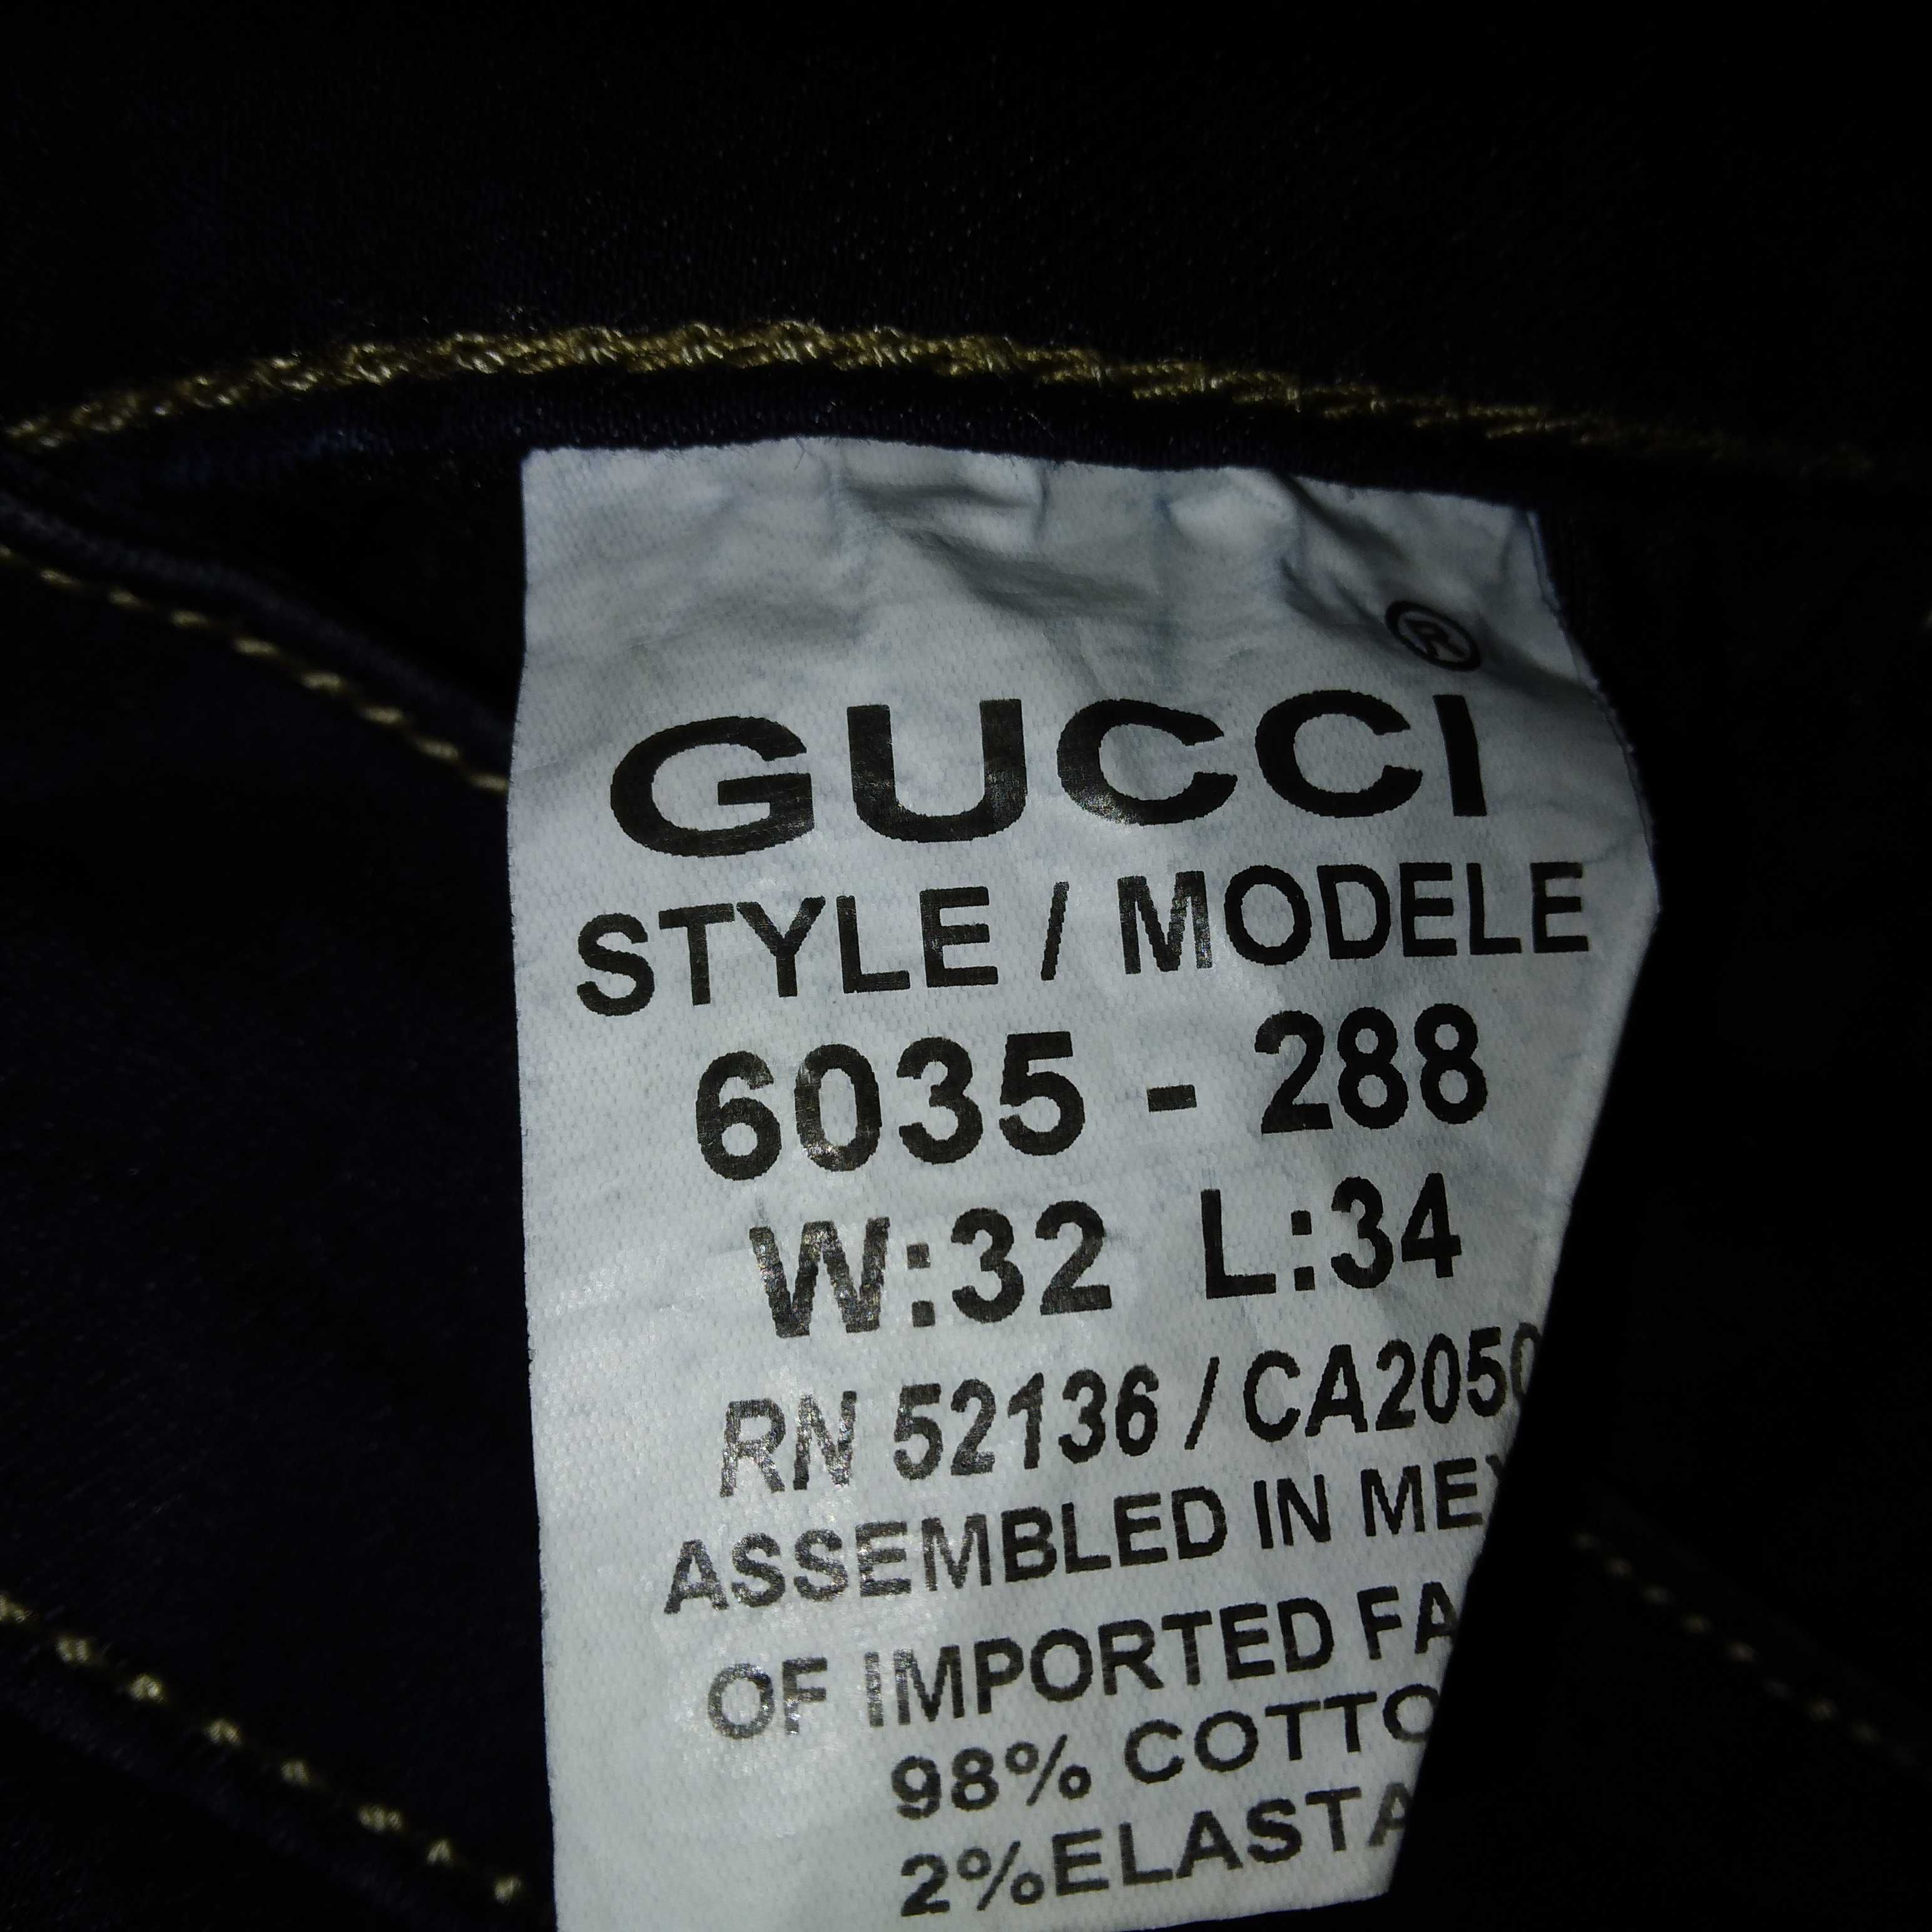 ®
GUCCI
STYLE / MODELE
6035 - 288
W:32 L:34
RN 52136 / CA2050
ASSEMBLED IN MEX
OF IMPORTED FA
98% COTTO
2%ELASTA